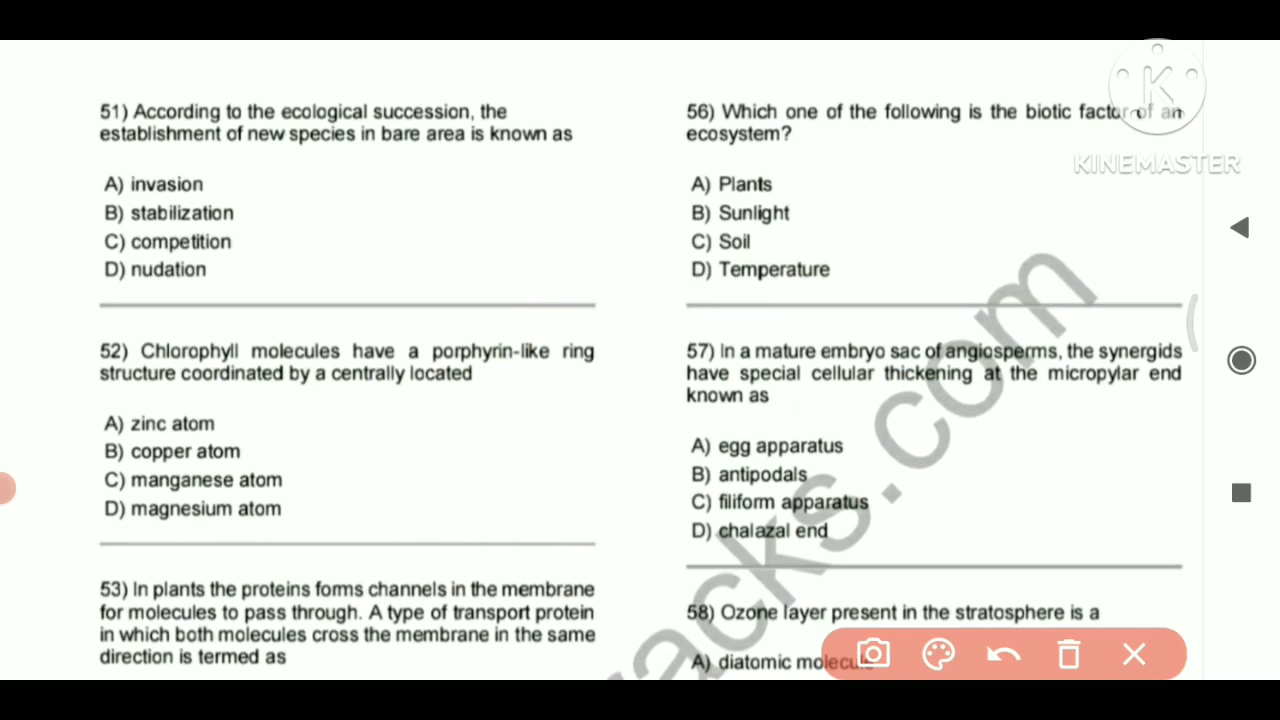 51) According to the ecological succession, the
establishment of new species in bare area is known as
A) invasion
B) stabilization
C) competition
D) nudation
52) Chlorophyll molecules have a porphyrin-like ring
structure coordinated by a centrally located
A) zinc atom
B) copper atom
C) manganese atom
D) magnesium atom
53) In plants the proteins forms channels in the membrane
for molecules to pass through. A type of transport protein
in which both molecules cross the membrane in the same
direction is termed as
56) Which one of the following is the biotic factor of an
ecosystem?
A) Plants
B) Sunlight
C) Soil
D) Temperature
57) In a mature embryo sac of angiosperms, the synergids
have special cellular thickening at the micropylar end
known as
A) egg apparatus
B) antipodals
C) filiform apparatus
D) chalazal end
58) Ozone layer present in the stratosphere is a
A) diatomic molecule
K
KINEMASTER
racks.com